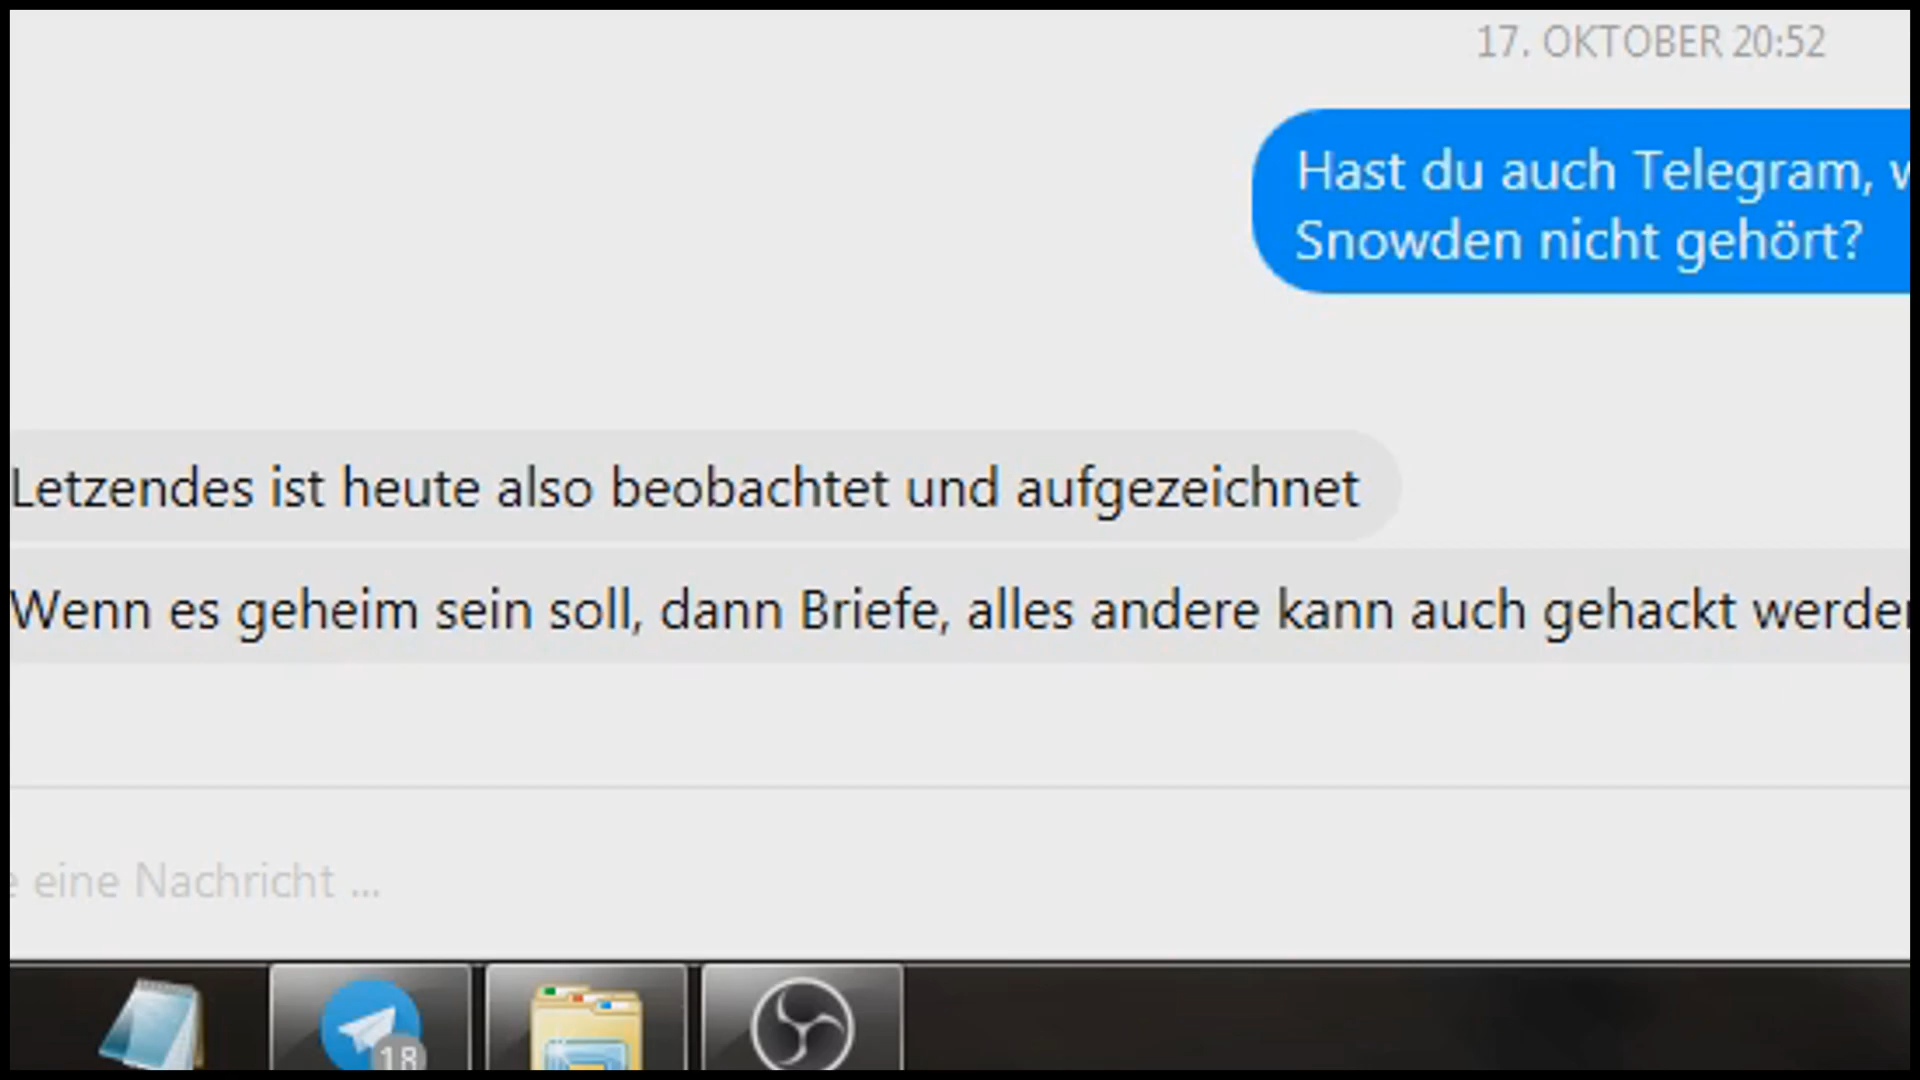 17. OKTOBER 20:52
Hast du auch Telegram,
Snowden nicht gehört?
Letzendes ist heute also beobachtet und aufgezeichnet
Wenn es geheim sein soll, dann Briefe, alles andere kann auch gehackt werden
eine Nachricht ...
18